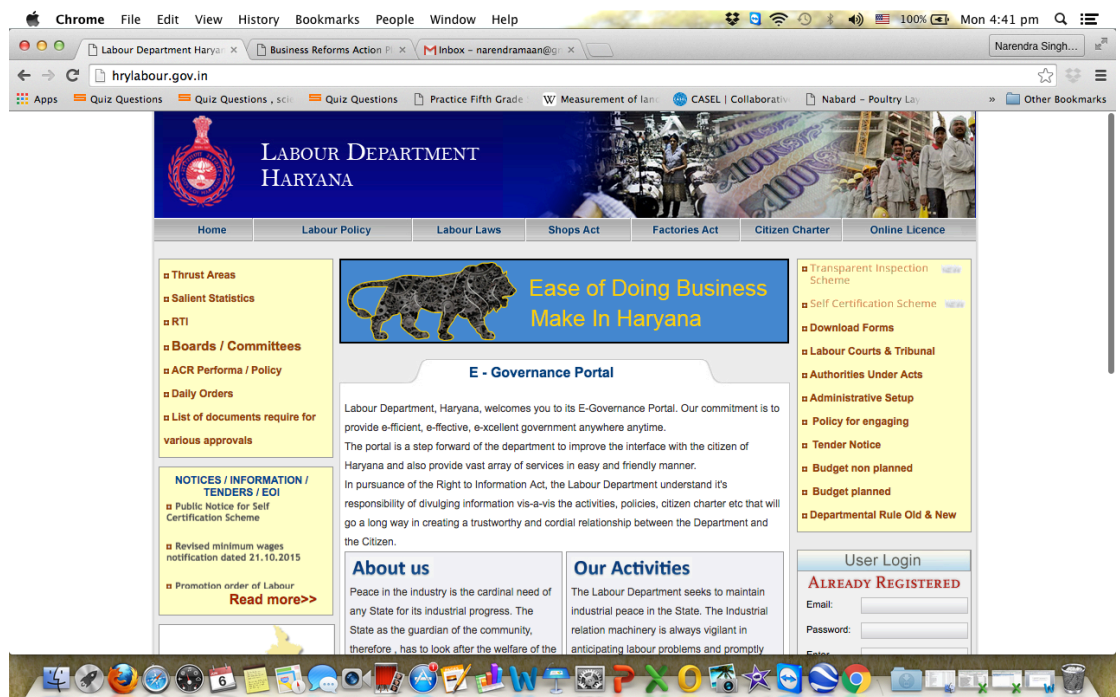 Chrome File Edit View History Bookmarks People Window Help 100% Mon 4:41 pm
Labour Department Haryan × Business Reforms Action Pl × Inbox – narendramaan@gm × Narendra Singh...
hrylabour.gov.in
Apps Quiz Questions Quiz Questions , scie Quiz Questions Practice Fifth Grade Measurement of land CASEL | Collaborativ Nabard – Poultry Lay » Other Bookmarks
LABOUR DEPARTMENT
HARYANA
Home Labour Policy Labour Laws Shops Act Factories Act Citizen Charter Online Licence
Thrust Areas
Salient Statistics
RTI
Boards / Committees
ACR Performa / Policy
Daily Orders
List of documents require for
various approvals
NOTICES / INFORMATION /
TENDERS / EOI
Public Notice for Self
Certification Scheme
Revised minimum wages
notification dated 21.10.2015
Promotion order of Labour
Read more>>
Ease of Doing Business
Make In Haryana
E - Governance Portal
Labour Department, Haryana, welcomes you to its E-Governance Portal. Our commitment is to
provide e-fficient, e-ffective, e-xcellent government anywhere anytime.
The portal is a step forward of the department to improve the interface with the citizen of
Haryana and also provide vast array of services in easy and friendly manner.
In pursuance of the Right to Information Act, the Labour Department understand it's
responsibility of divulging information vis-a-vis the activities, policies, citizen charter etc that will
go a long way in creating a trustworthy and cordial relationship between the Department and
the Citizen.
About us
Peace in the industry is the cardinal need of
any State for its industrial progress. The
State as the guardian of the community,
therefore , has to look after the welfare of the
Our Activities
The Labour Department seeks to maintain
industrial peace in the State. The Industrial
relation machinery is always vigilant in
anticipating labour problems and promptly
Transparent Inspection NEW
Scheme
Self Certification Scheme NEW
Download Forms
Labour Courts & Tribunal
Authorities Under Acts
Administrative Setup
Policy for engaging
Tender Notice
Budget non planned
Budget planned
Departmental Rule Old & New
User Login
ALREADY REGISTERED
Email:
Password:
Enter
6